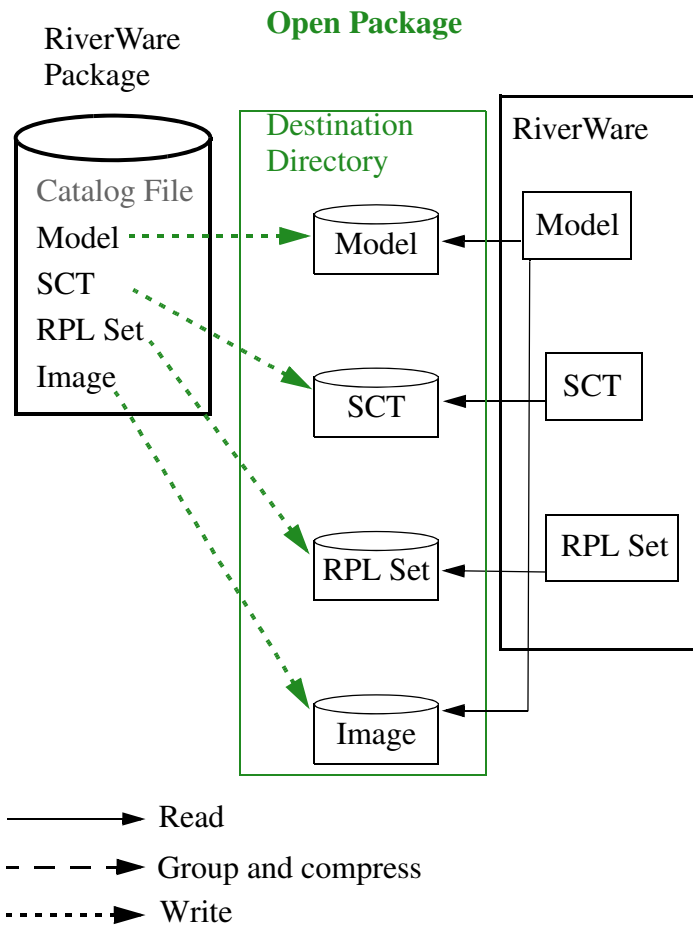 Open Package
RiverWare
Package
Catalog File
Model
SCT
RPL Set
Image
Destination
Directory
Model
SCT
RPL Set
Image
RiverWare
Model
SCT
RPL Set
Read
Group and compress
Write